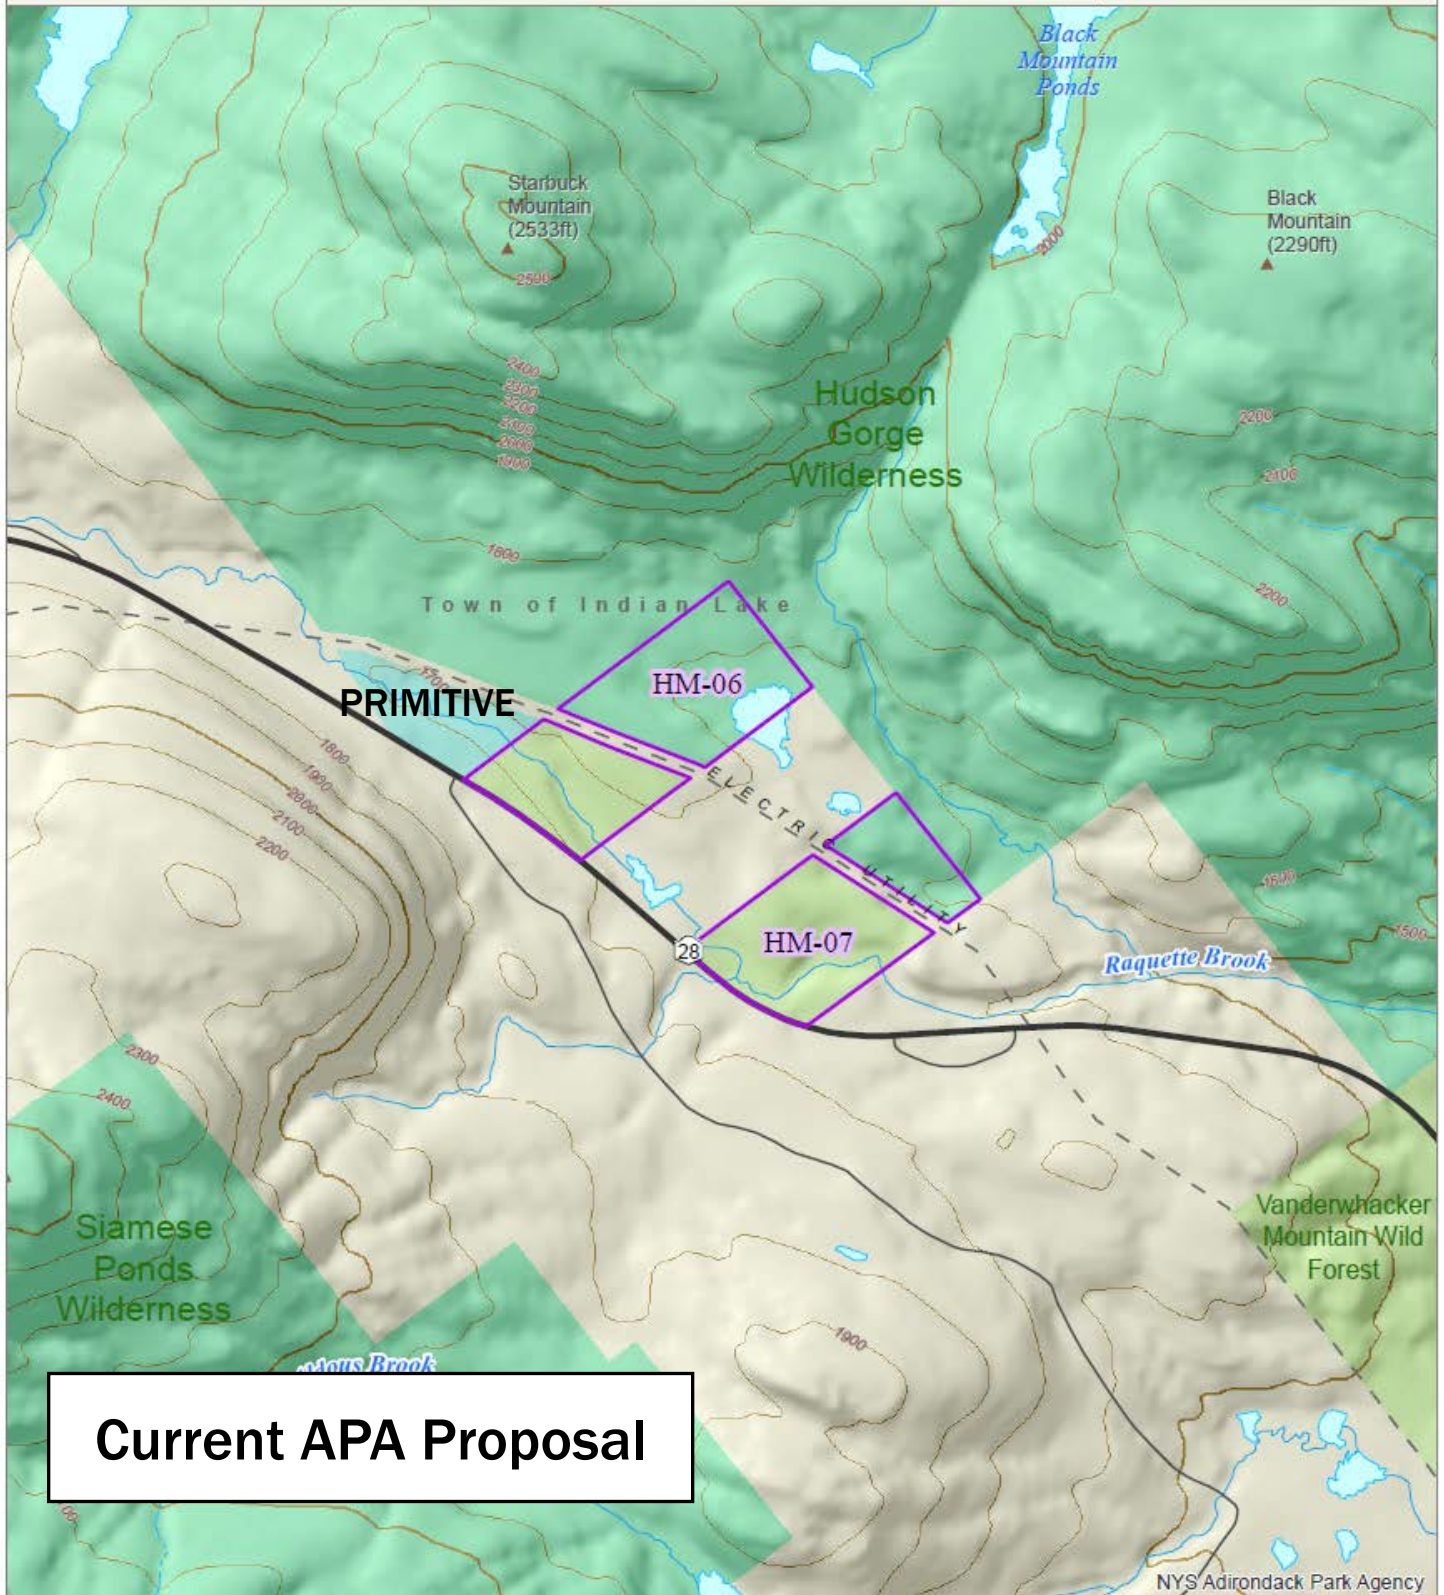 Black
Mountain
Ponds
Starbuck
Mountain
(2533ft)
2500
Black
Mountain
(2290ft)
2000
2400
2300
2200
2100
2000
1900
Hudson
Gorge
Wilderness
2200
2100
2200
1800
Town of Indian Lake
HM-06
1700
PRIMITIVE
1800
1900
2000
2100
2200
ELECTRIC UTILITY
HM-07
28
1500
Raquette Brook
2300
2400
Siamese
Ponds
Wilderness
Vanderwhacker
Mountain Wild
Forest
1900
Brook
Current APA Proposal
NYS Adirondack Park Agency